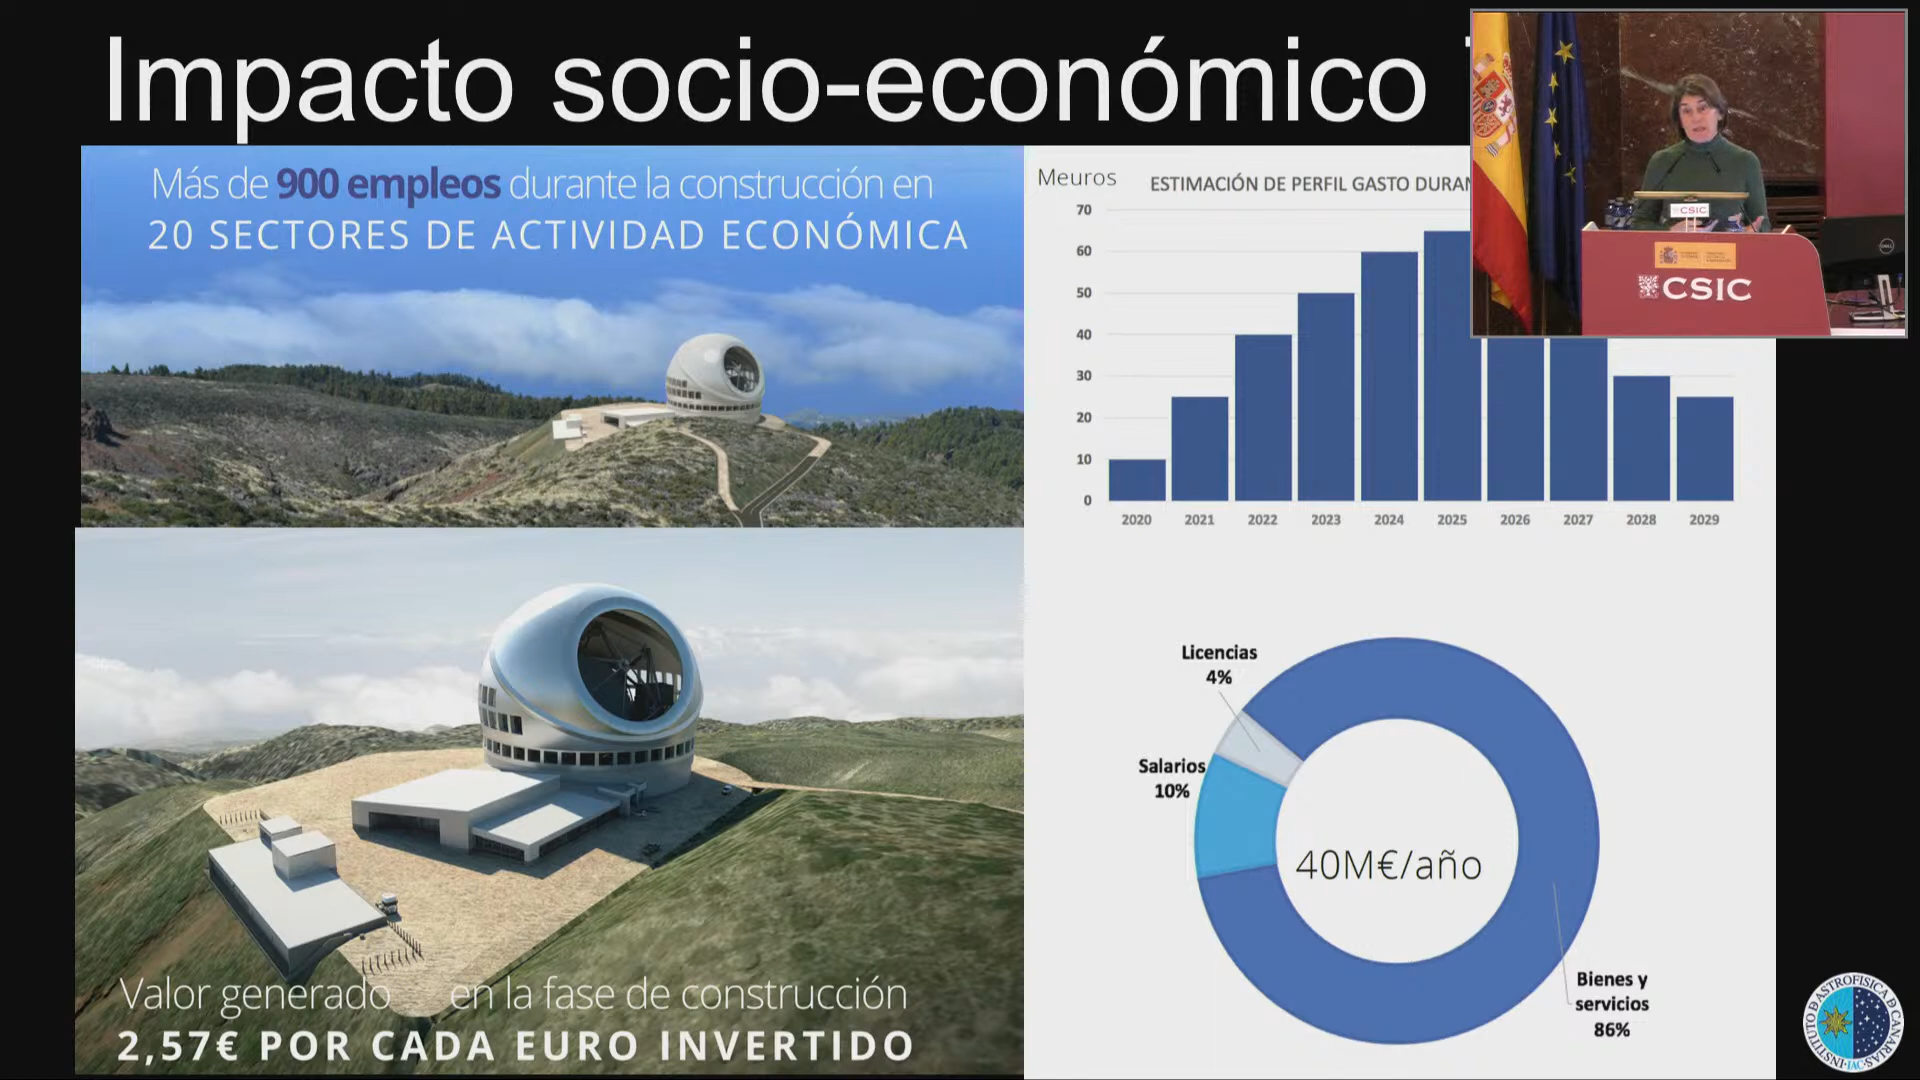 Impacto socio-económico
Más de 900 empleos durante la construcción en
20 SECTORES DE ACTIVIDAD ECONÓMICA
Meuros
ESTIMACIÓN DE PERFIL GASTO DURAN
70
60
50
40
30
20
10
0
2020 2021 2022 2023 2024 2025 2026 2027 2028 2029
CSIC
CSIC
DELL
Licencias
4%
Salarios
10%
40M€/año
Bienes y
servicios
86%
Valor generado en la fase de construcción
2,57€ POR CADA EURO INVERTIDO
INSTITUTO D ASTROFISICA D CANARIAS
·IAC·